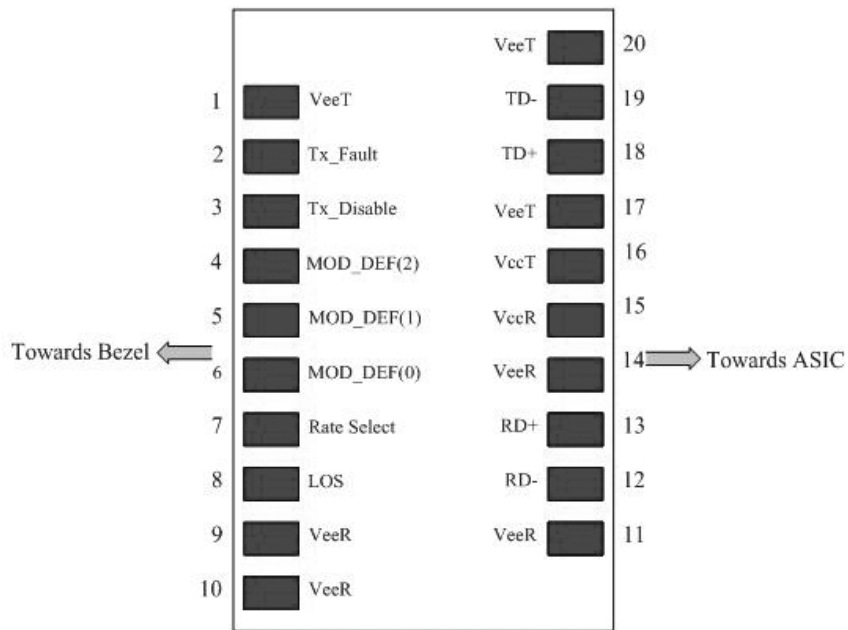 VeeT 20
1 VeeT TD- 19
2 Tx_Fault TD+ 18
3 Tx_Disable VeeT 17
4 MOD_DEF(2) VccT 16
5 MOD_DEF(1) VccR 15
Towards Bezel
6 MOD_DEF(0) VeeR 14
Towards ASIC
7 Rate Select RD+ 13
8 LOS RD- 12
9 VeeR VeeR 11
10 VeeR